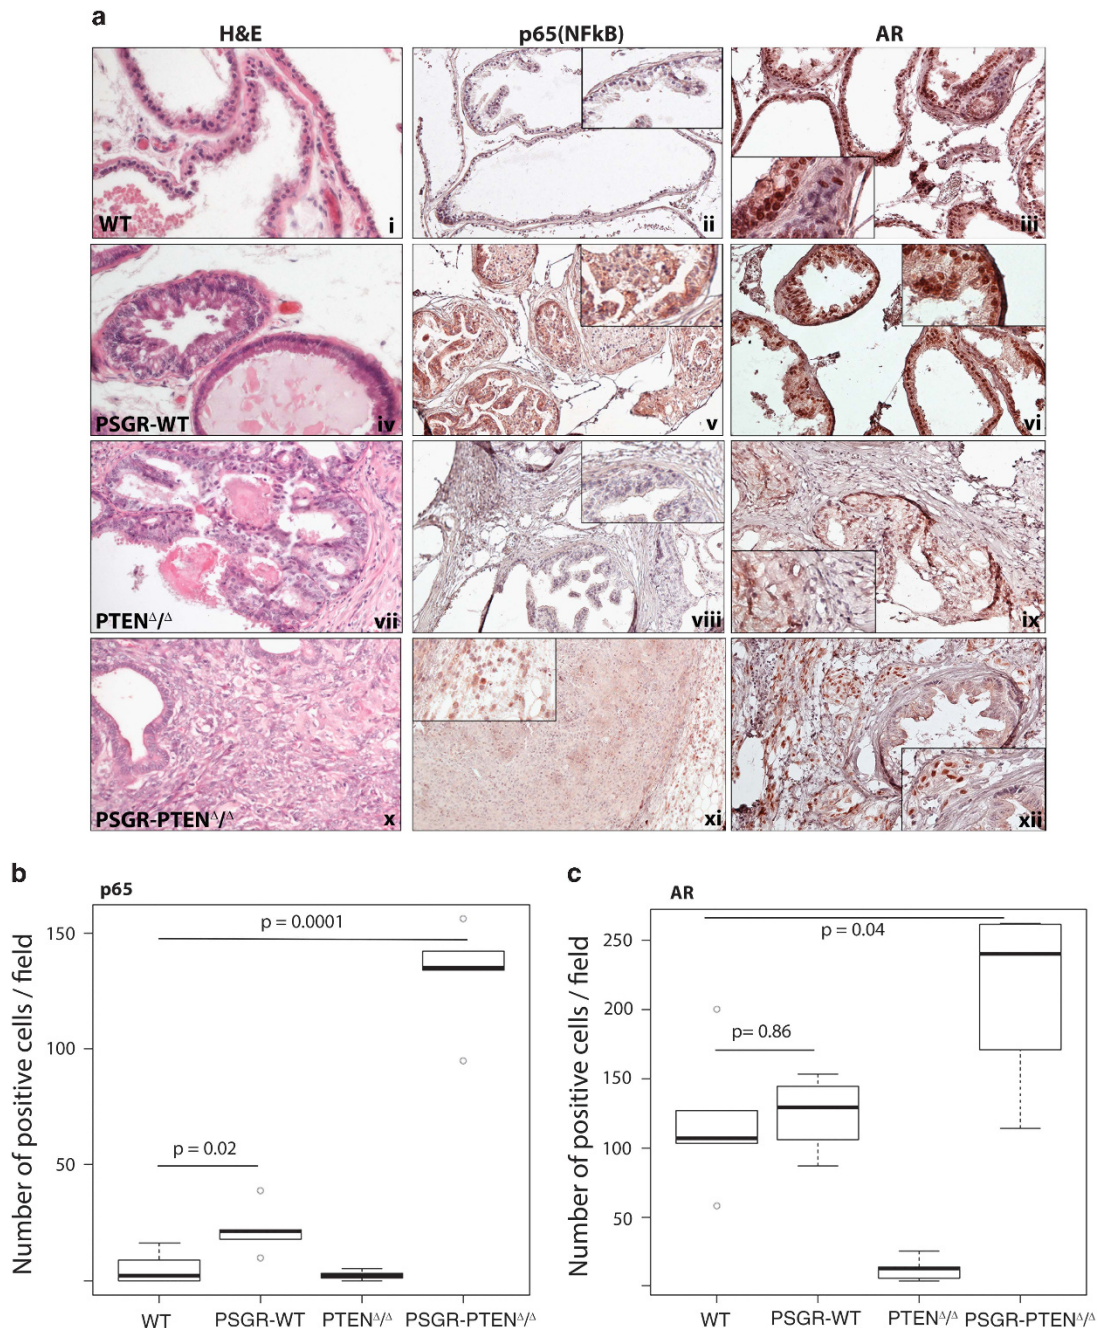 a
H&E p65(NFkB) AR
WT i ii iii
PSGR-WT iv v vi
PTENΔ/Δ vii viii ix
PSGR-PTENΔ/Δ x xi xii
b
p65
Number of positive cells / field
150
100
50
p = 0.0001
p = 0.02
WT PSGR-WT PTENΔ/Δ PSGR-PTENΔ/Δ
c
AR
Number of positive cells / field
250
200
150
100
50
p = 0.04
p= 0.86
WT PSGR-WT PTENΔ/Δ PSGR-PTENΔ/Δ